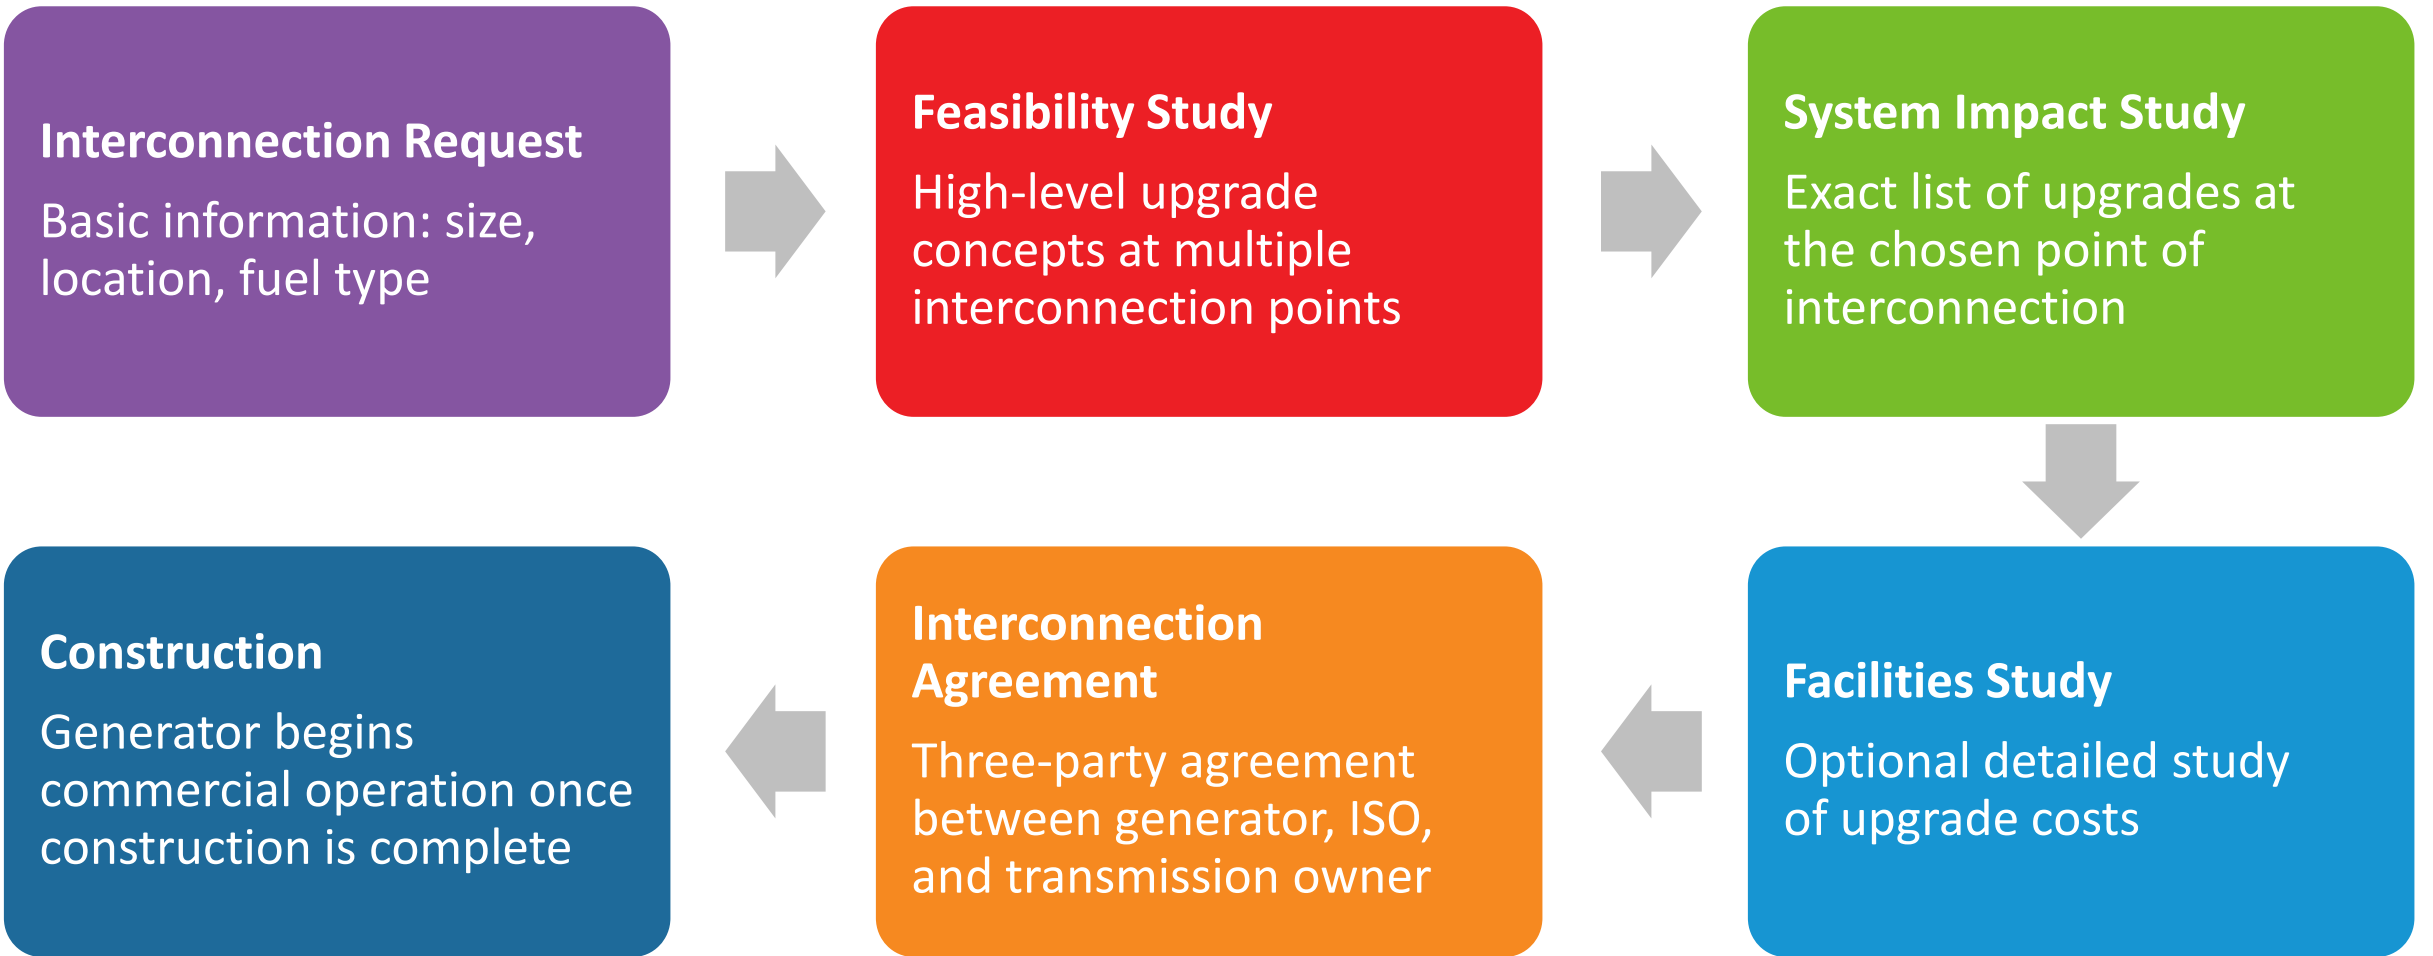 Interconnection Request
Basic information: size,
location, fuel type
Feasibility Study
High-level upgrade
concepts at multiple
interconnection points
System Impact Study
Exact list of upgrades at
the chosen point of
interconnection
Facilities Study
Optional detailed study
of upgrade costs
Interconnection
Agreement
Three-party agreement
between generator, ISO,
and transmission owner
Construction
Generator begins
commercial operation once
construction is complete